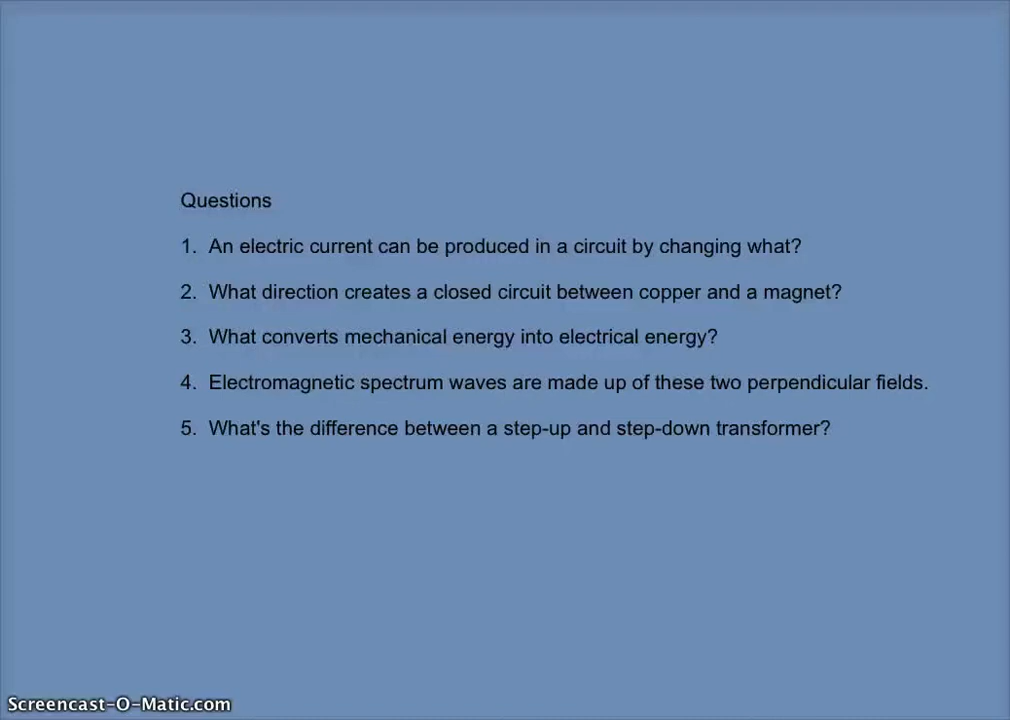 Questions
1. An electric current can be produced in a circuit by changing what?
2. What direction creates a closed circuit between copper and a magnet?
3. What converts mechanical energy into electrical energy?
4. Electromagnetic spectrum waves are made up of these two perpendicular fields.
5. What's the difference between a step-up and step-down transformer?
Screencast-O-Matic.com